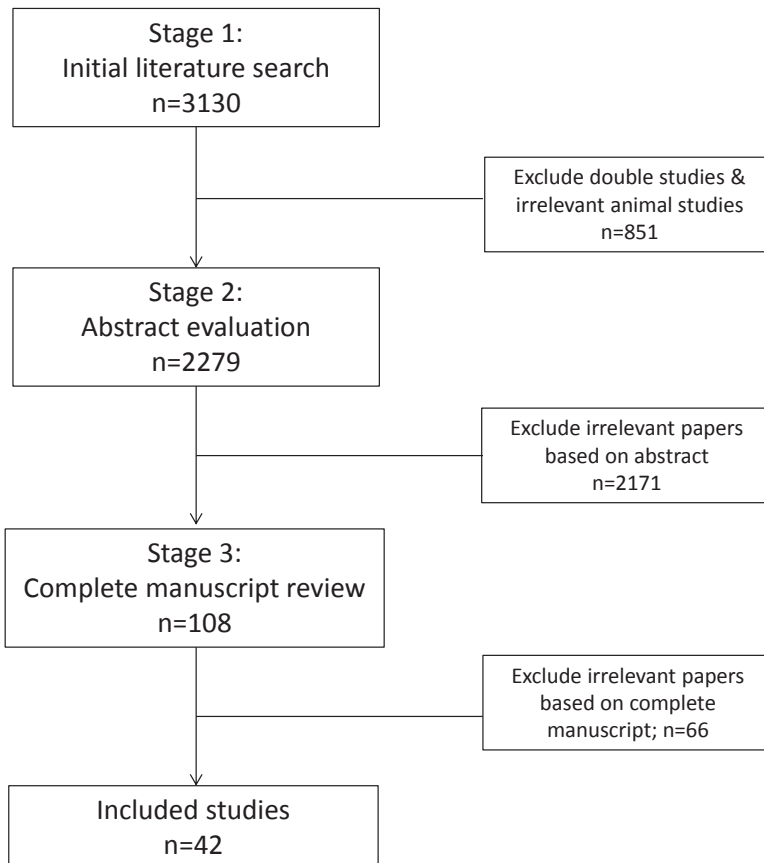 Stage 1:
Initial literature search
n=3130
Exclude double studies &
irrelevant animal studies
n=851
Stage 2:
Abstract evaluation
n=2279
Exclude irrelevant papers
based on abstract
n=2171
Stage 3:
Complete manuscript review
n=108
Exclude irrelevant papers
based on complete
manuscript; n=66
Included studies
n=42